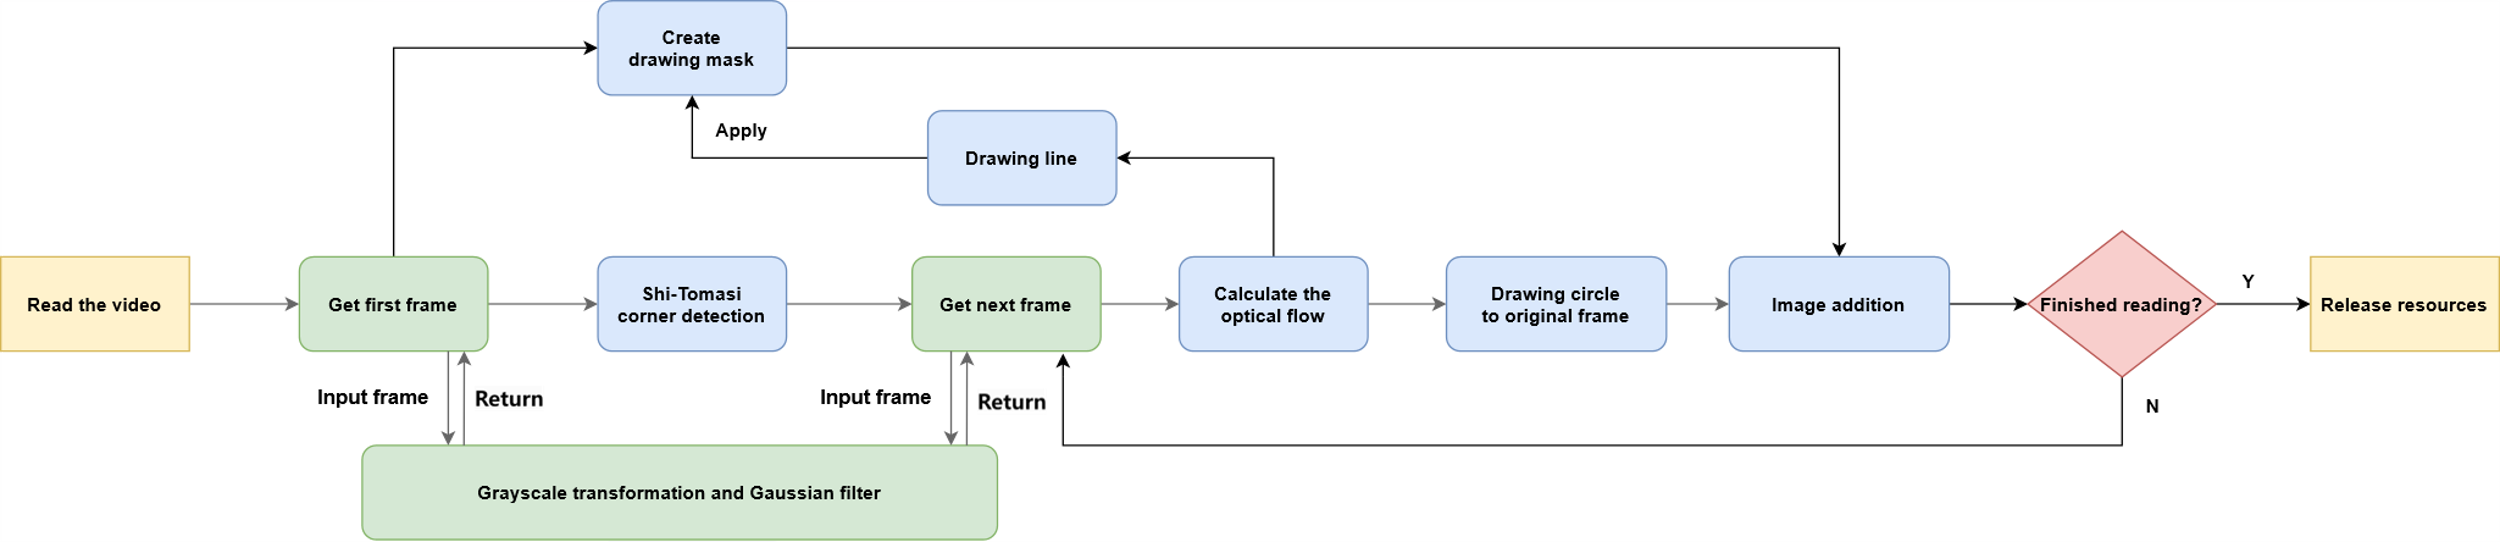 Create
drawing mask
Apply
Drawing line
Read the video
Get first frame
Shi-Tomasi
corner detection
Get next frame
Calculate the
optical flow
Drawing circle
to original frame
Image addition
Finished reading?
Y
Release resources
Input frame
Return
Input frame
Return
N
Grayscale transformation and Gaussian filter